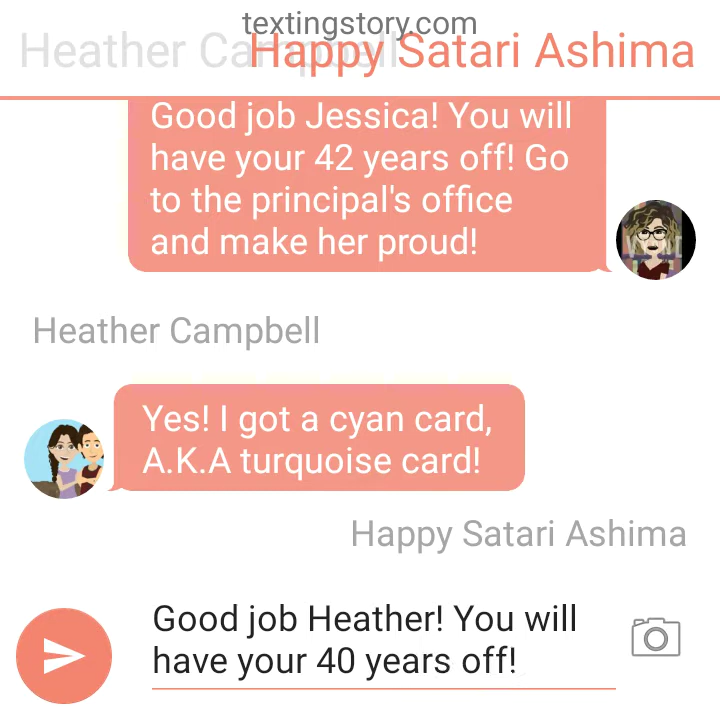 textingstory.com
Heather Campbell
Happy Satari Ashima
Good job Jessica! You will
have your 42 years off! Go
to the principal's office
and make her proud!
Heather Campbell
Yes! I got a cyan card,
A.K.A turquoise card!
Happy Satari Ashima
Good job Heather! You will
have your 40 years off!